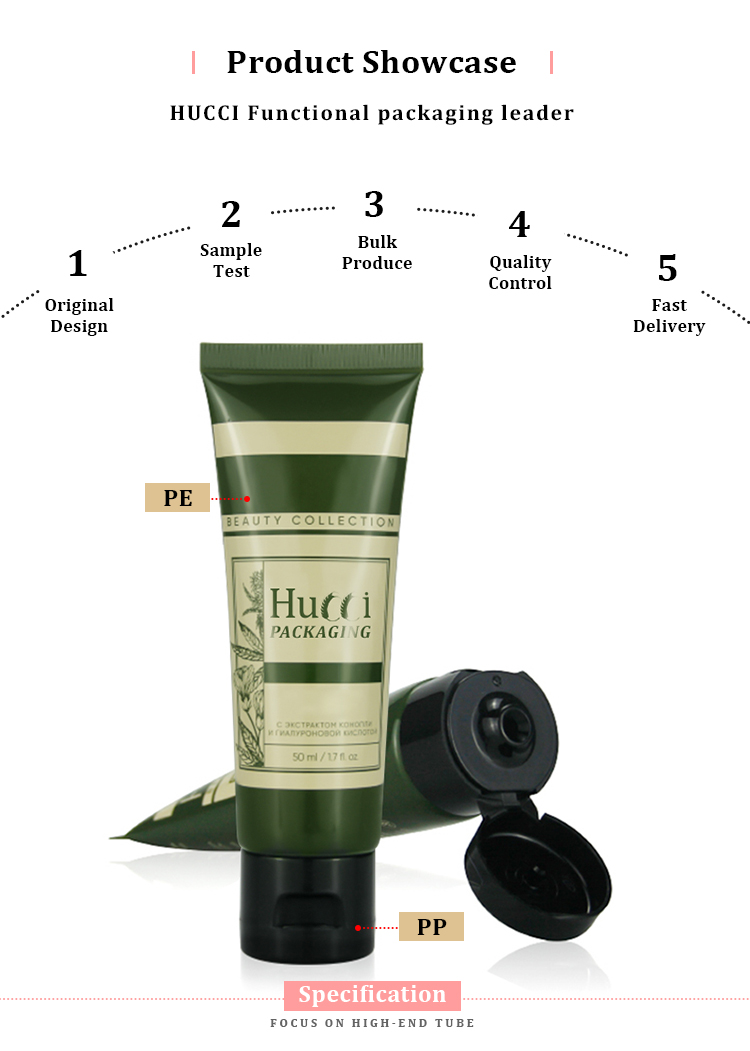 Product Showcase
HUCCI Functional packaging leader
1
Original
Design
2
Sample
Test
3
Bulk
Produce
4
Quality
Control
5
Fast
Delivery
PE
BEAUTY COLLECTION
Hucci
PACKAGING
С ЭКСТРАКТОМ КОНОПЛИ
И ГИАЛУРОНОВОЙ КИСЛОТОЙ
50 ml / 1.7 fl. oz.
PP
Specification
FOCUS ON HIGH-END TUBE